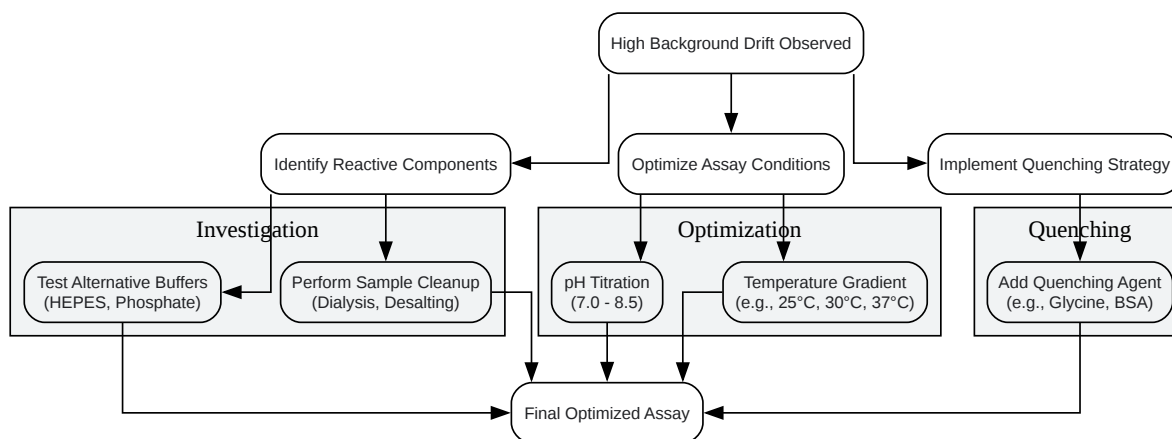 High Background Drift Observed
Identify Reactive Components
Optimize Assay Conditions
Implement Quenching Strategy
Investigation
Optimization
Quenching
Test Alternative Buffers
(HEPES, Phosphate)
Perform Sample Cleanup
(Dialysis, Desalting)
pH Titration
(7.0 - 8.5)
Temperature Gradient
(e.g., 25°C, 30°C, 37°C)
Add Quenching Agent
(e.g., Glycine, BSA)
Final Optimized Assay